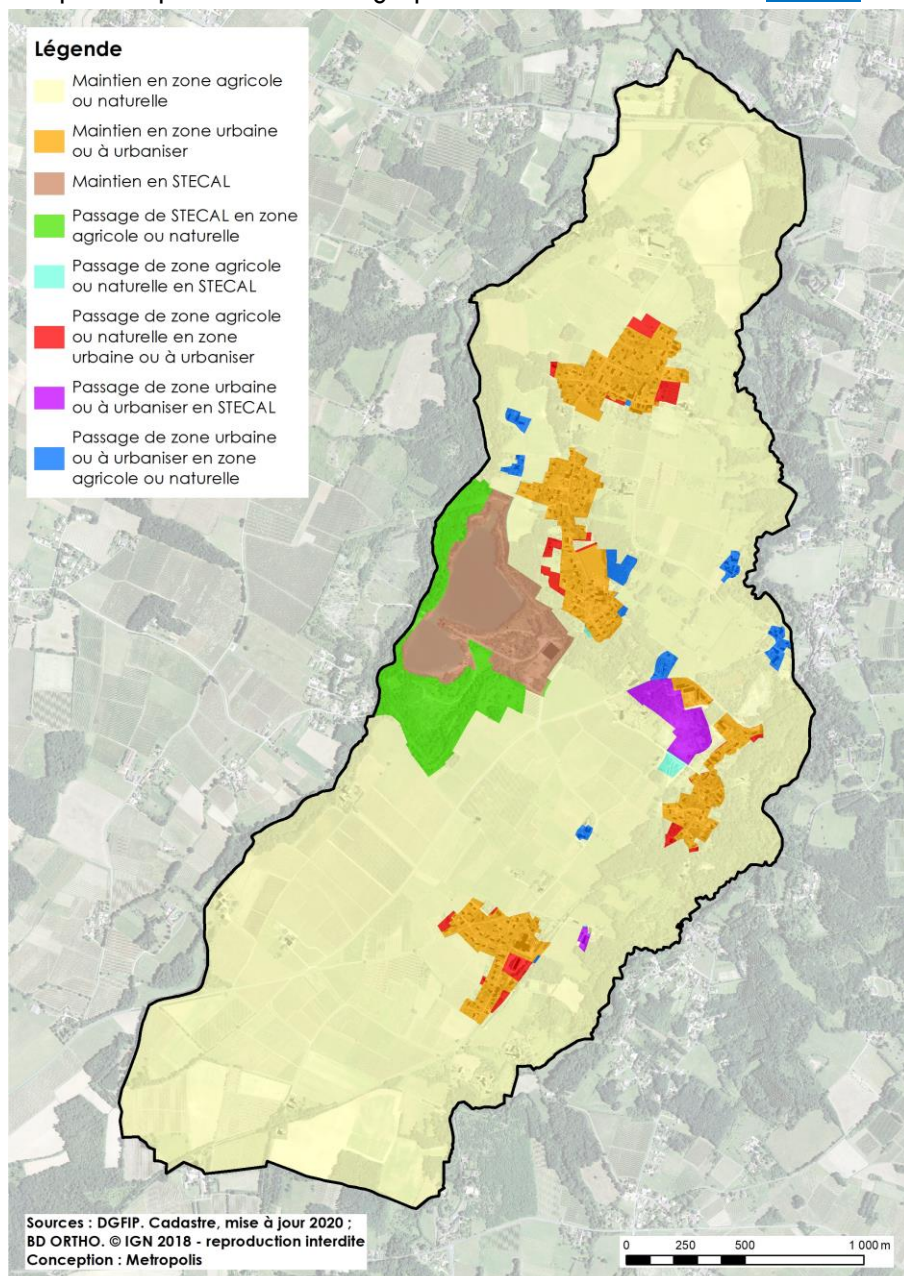 Légende
Maintien en zone agricole
ou naturelle
Maintien en zone urbaine
ou à urbaniser
Maintien en STECAL
Passage de STECAL en zone
agricole ou naturelle
Passage de zone agricole
ou naturelle en STECAL
Passage de zone agricole
ou naturelle en zone
urbaine ou à urbaniser
Passage de zone urbaine
ou à urbaniser en STECAL
Passage de zone urbaine
ou à urbaniser en zone
agricole ou naturelle
Sources : DGFIP. Cadastre, mise à jour 2020 ;
BD ORTHO. © IGN 2018 - reproduction interdite
Conception : Metropolis
0 250 500 1 000 m